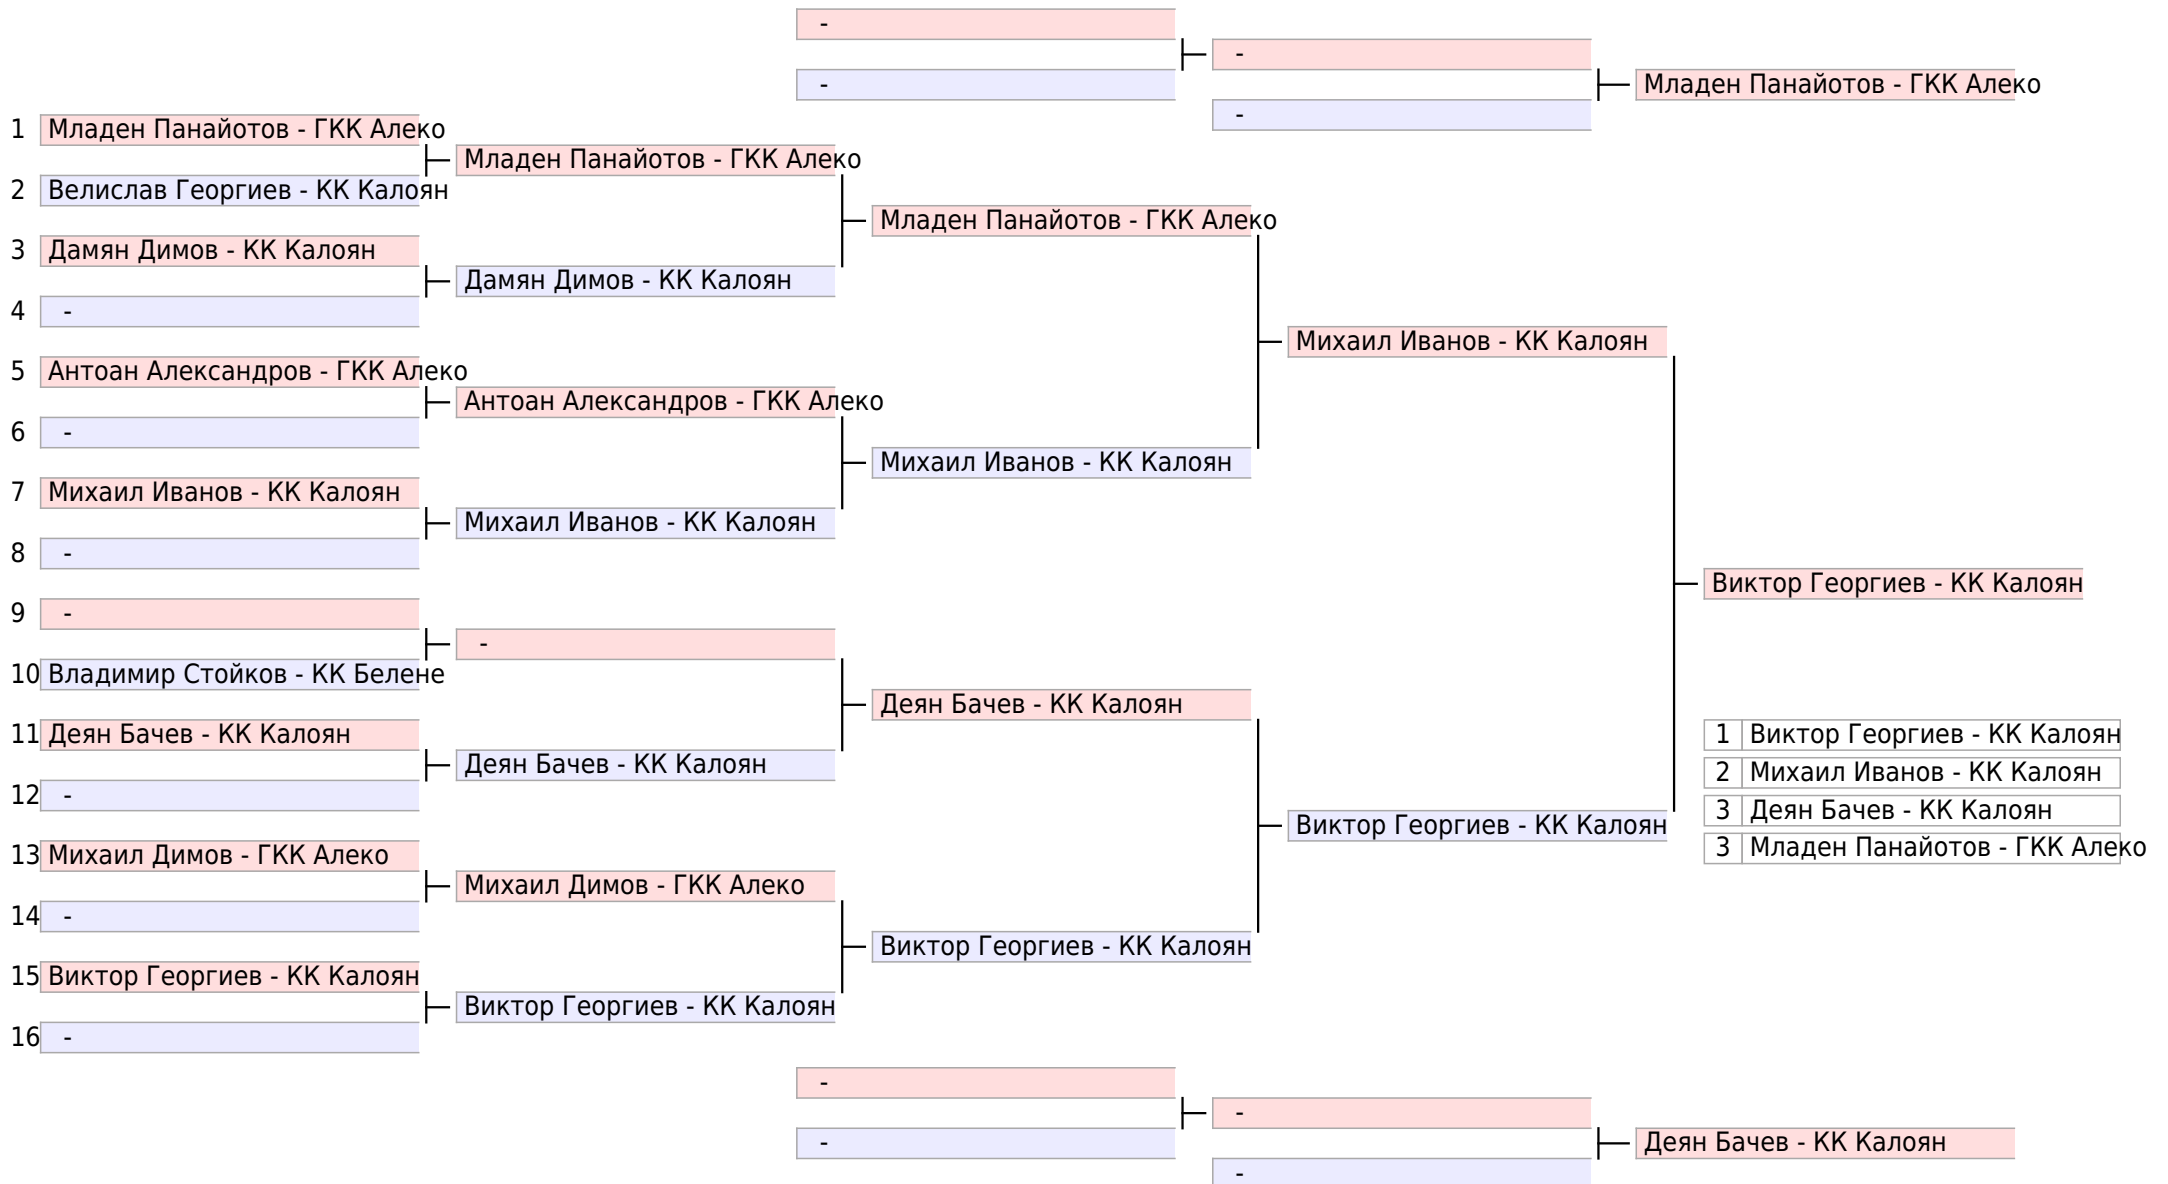 -
-
-
-
Младен Панайотов - ГКК Алеко
1 Младен Панайотов - ГКК Алеко
2 Велислав Георгиев - КК Калоян
3 Дамян Димов - КК Калоян
4 -
5 Антоан Александров - ГКК Алеко
6 -
7 Михаил Иванов - КК Калоян
8 -
9 -
10 Владимир Стойков - КК Белене
11 Деян Бачев - КК Калоян
12 -
13 Михаил Димов - ГКК Алеко
14 -
15 Виктор Георгиев - КК Калоян
16 -
Младен Панайотов - ГКК Алеко
Дамян Димов - КК Калоян
Антоан Александров - ГКК Алеко
Михаил Иванов - КК Калоян
-
Деян Бачев - КК Калоян
Михаил Димов - ГКК Алеко
Виктор Георгиев - КК Калоян
Младен Панайотов - ГКК Алеко
Михаил Иванов - КК Калоян
Деян Бачев - КК Калоян
Виктор Георгиев - КК Калоян
Михаил Иванов - КК Калоян
Виктор Георгиев - КК Калоян
Виктор Георгиев - КК Калоян
1 Виктор Георгиев - КК Калоян
2 Михаил Иванов - КК Калоян
3 Деян Бачев - КК Калоян
3 Младен Панайотов - ГКК Алеко
-
-
-
-
Деян Бачев - КК Калоян